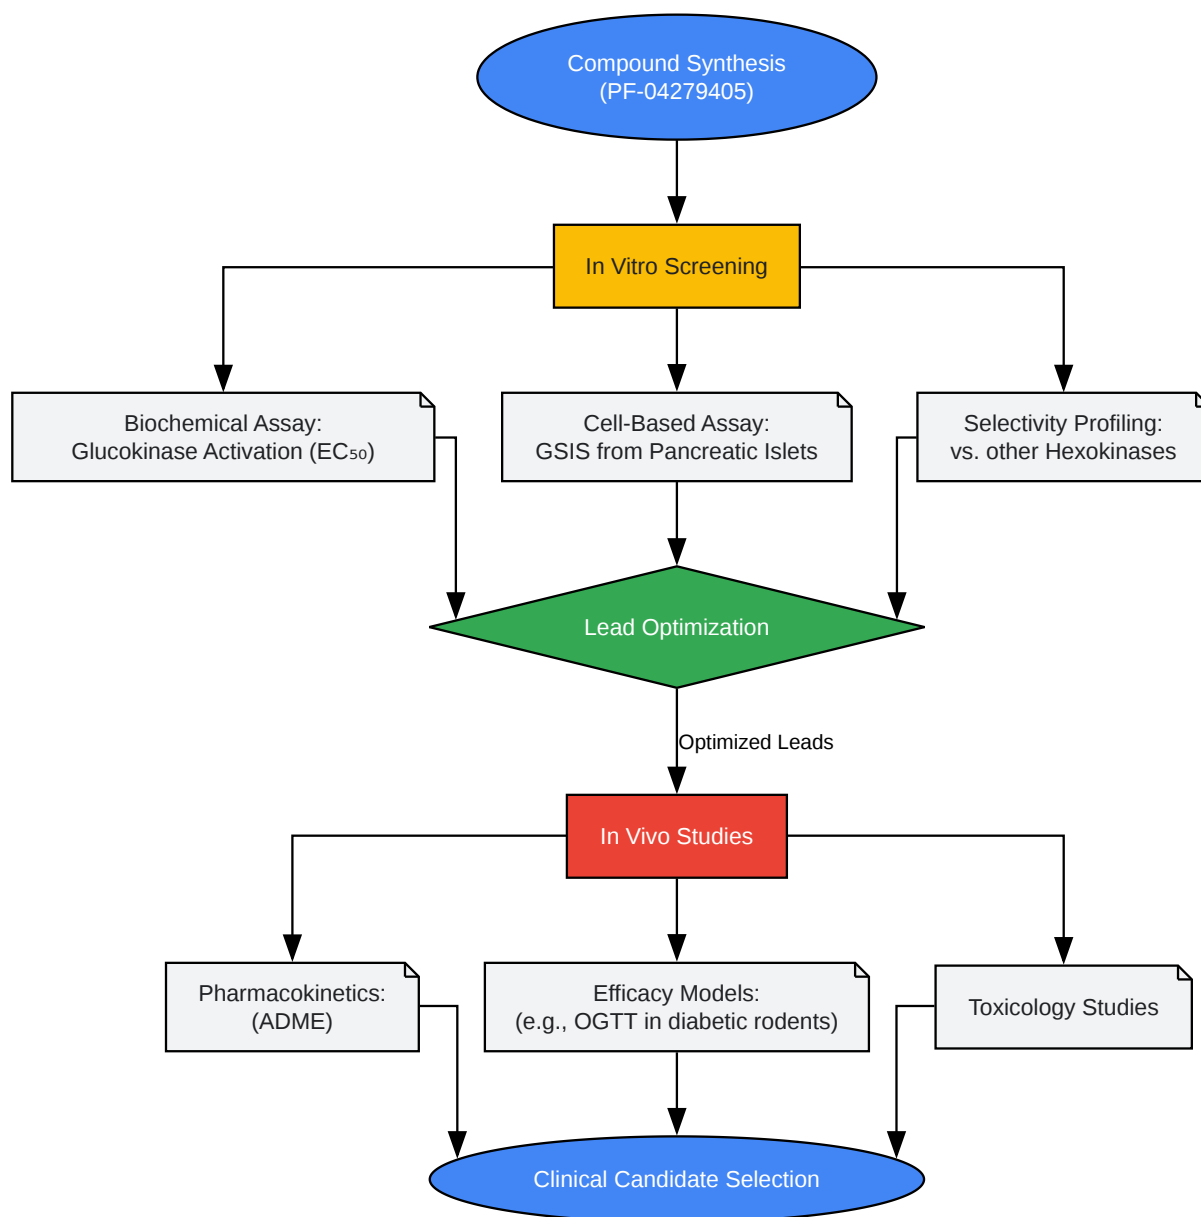 Compound Synthesis
(PF-04279405)
In Vitro Screening
Biochemical Assay:
Glucokinase Activation (EC₅₀)
Cell-Based Assay:
GSIS from Pancreatic Islets
Selectivity Profiling:
vs. other Hexokinases
Lead Optimization
Optimized Leads
In Vivo Studies
Pharmacokinetics:
(ADME)
Efficacy Models:
(e.g., OGTT in diabetic rodents)
Toxicology Studies
Clinical Candidate Selection